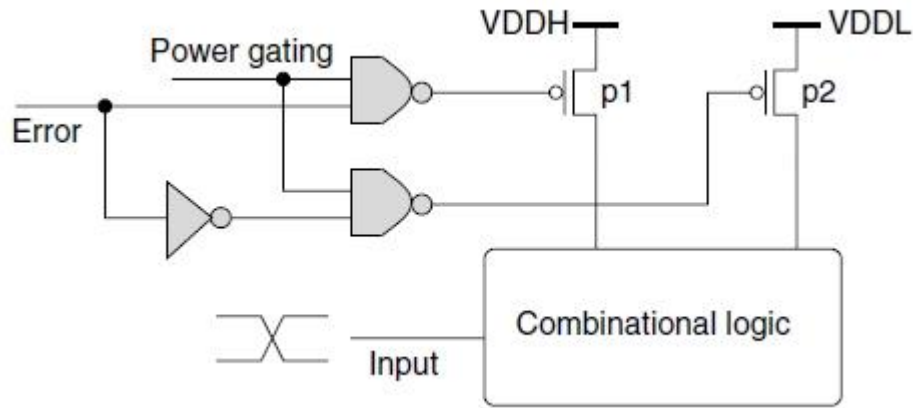 VDDH
VDDL
Power gating
p1
p2
Error
Combinational logic
Input